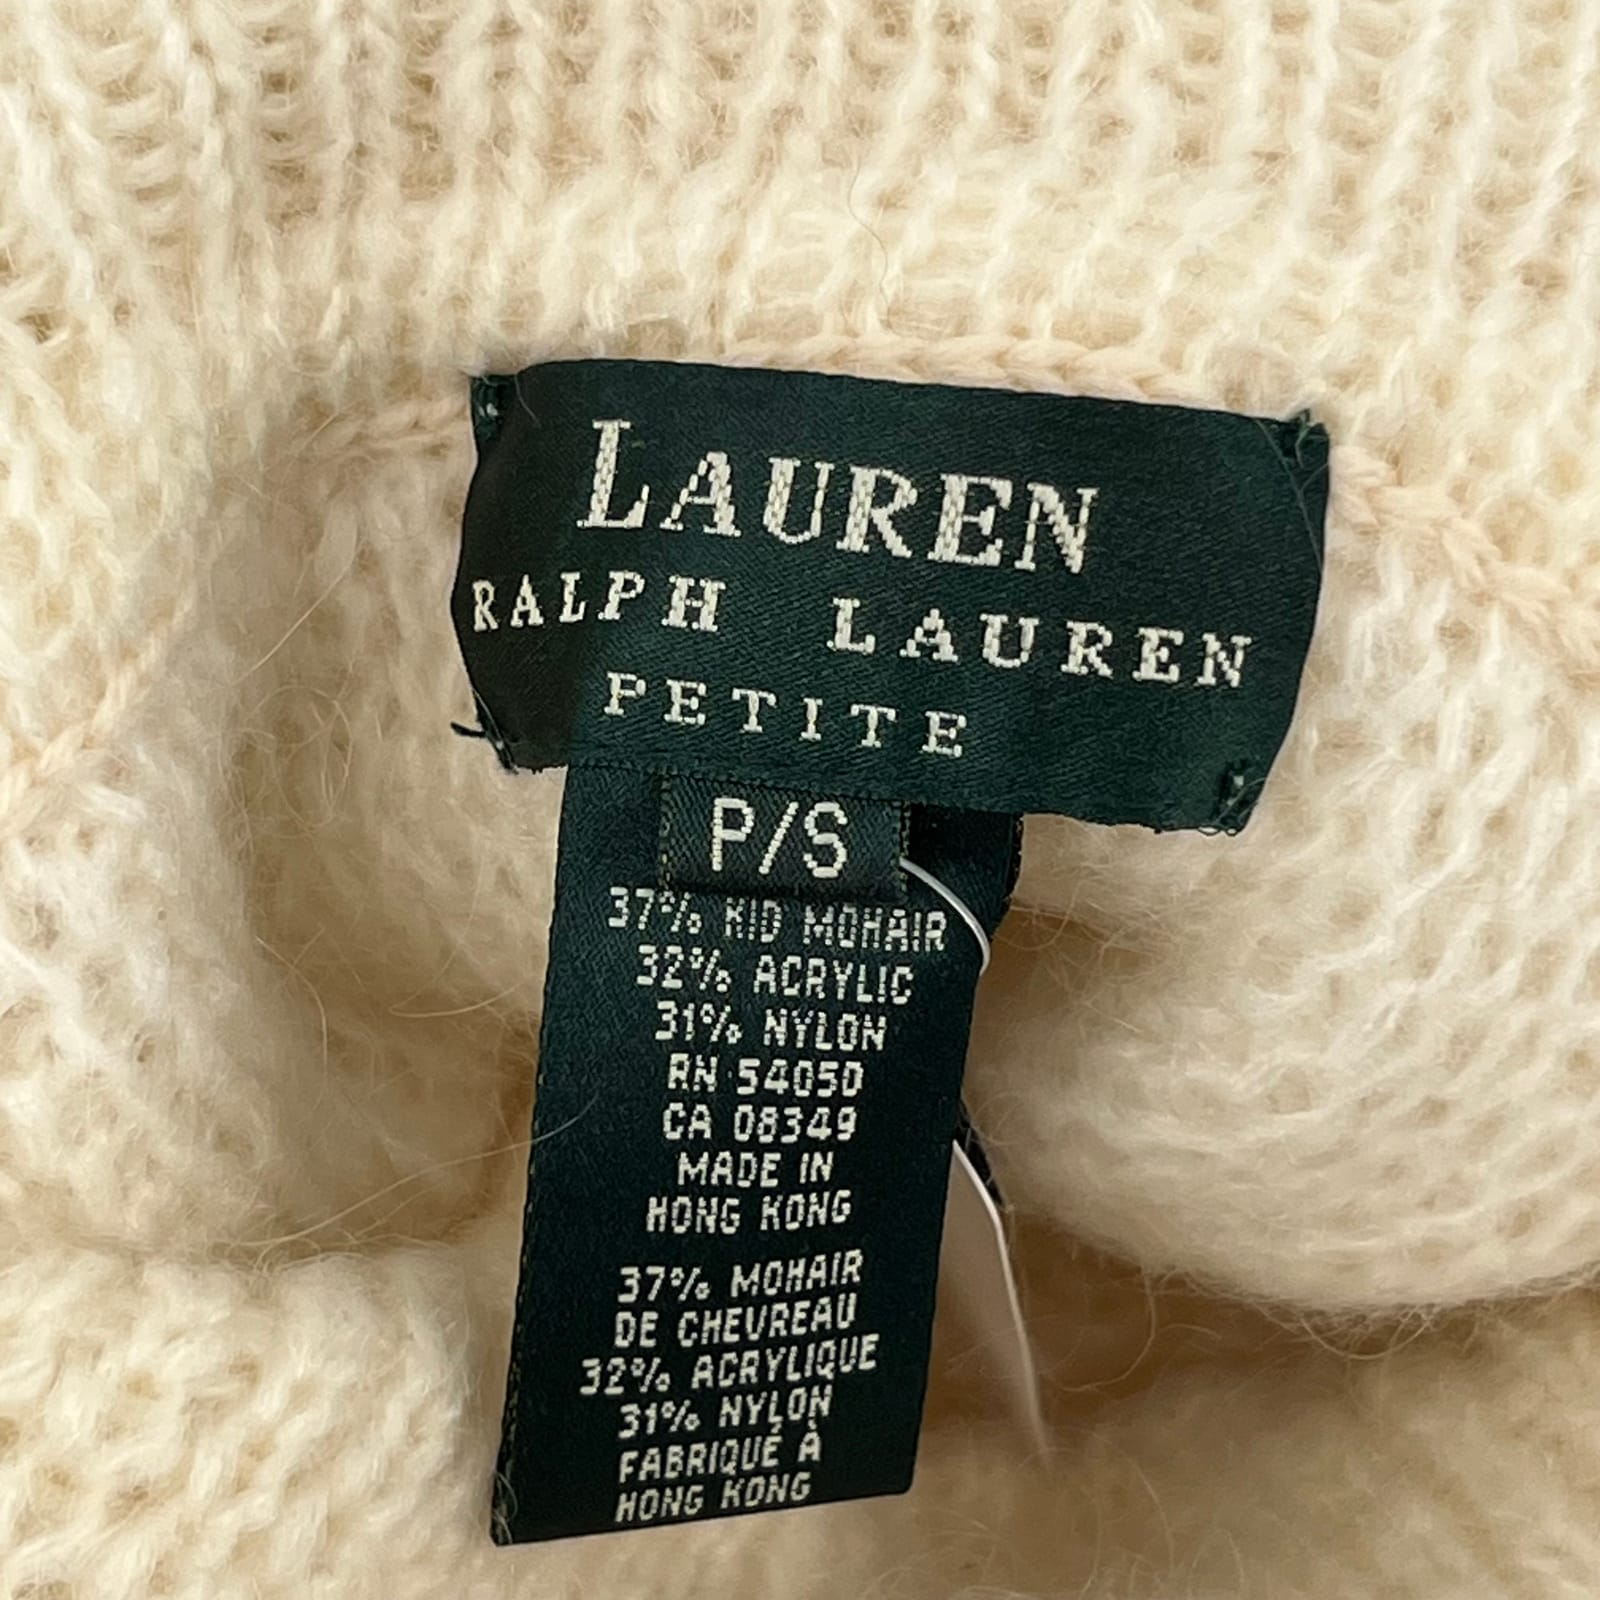 LAUREN
RALPH LAUREN
PETITE
P/S
37% KID MOHAIR
32% ACRYLIC
31% NYLON
RN 54050
CA 08349
MADE IN
HONG KONG
37% MOHAIR
DE CHEVREAU
32% ACRYLIQUE
31% NYLON
FABRIQUÉ À
HONG KONG